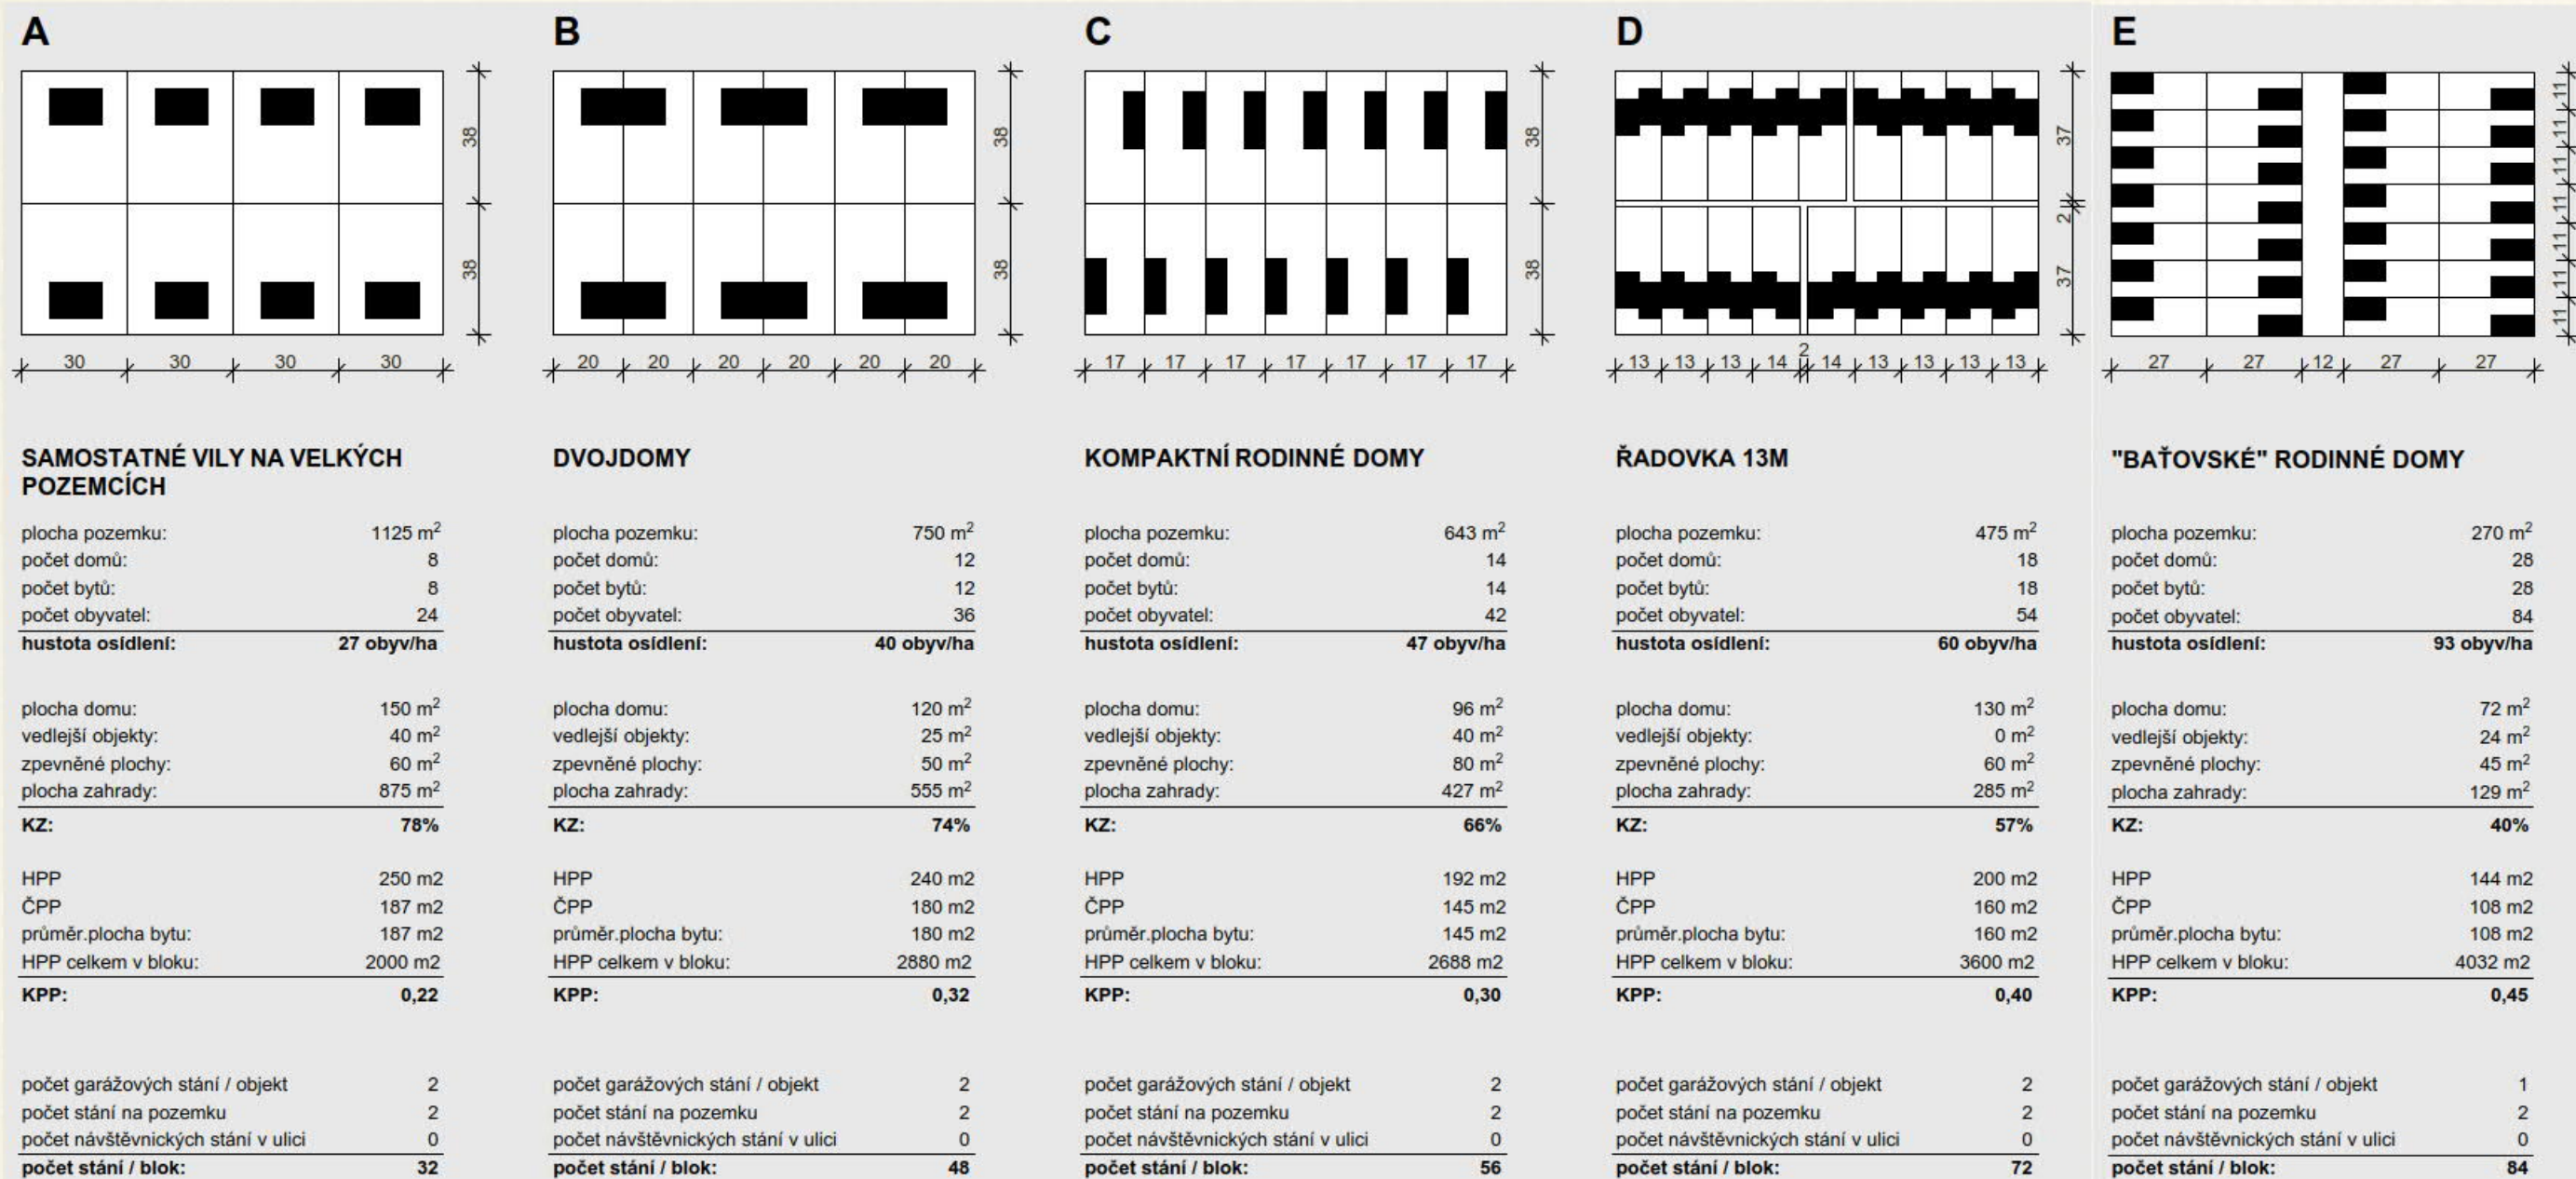 A
38
38
30 30 30 30
SAMOSTATNÉ VILY NA VELKÝCH
POZEMCÍCH
plocha pozemku: 1125 m²
počet domů: 8
počet bytů: 8
počet obyvatel: 24
hustota osídlení: 27 obyv/ha
plocha domu: 150 m²
vedlejší objekty: 40 m²
zpevněné plochy: 60 m²
plocha zahrady: 875 m²
KZ: 78%
HPP 250 m2
ČPP 187 m2
průměr.plocha bytu: 187 m2
HPP celkem v bloku: 2000 m2
KPP: 0,22
počet garážových stání / objekt 2
počet stání na pozemku 2
počet návštěvnických stání v ulici 0
počet stání / blok: 32
B
38
38
20 20 20 20 20 20
DVOJDOMY
plocha pozemku: 750 m²
počet domů: 12
počet bytů: 12
počet obyvatel: 36
hustota osídlení: 40 obyv/ha
plocha domu: 120 m²
vedlejší objekty: 25 m²
zpevněné plochy: 50 m²
plocha zahrady: 555 m²
KZ: 74%
HPP 240 m2
ČPP 180 m2
průměr.plocha bytu: 180 m2
HPP celkem v bloku: 2880 m2
KPP: 0,32
počet garážových stání / objekt 2
počet stání na pozemku 2
počet návštěvnických stání v ulici 0
počet stání / blok: 48
C
38
38
17 17 17 17 17 17 17
KOMPAKTNÍ RODINNÉ DOMY
plocha pozemku: 643 m²
počet domů: 14
počet bytů: 14
počet obyvatel: 42
hustota osídlení: 47 obyv/ha
plocha domu: 96 m²
vedlejší objekty: 40 m²
zpevněné plochy: 80 m²
plocha zahrady: 427 m²
KZ: 66%
HPP 192 m2
ČPP 145 m2
průměr.plocha bytu: 145 m2
HPP celkem v bloku: 2688 m2
KPP: 0,30
počet garážových stání / objekt 2
počet stání na pozemku 2
počet návštěvnických stání v ulici 0
počet stání / blok: 56
D
37
2
37
2
13 13 13 14 14 13 13 13 13
ŘADOVKA 13M
plocha pozemku: 475 m²
počet domů: 18
počet bytů: 18
počet obyvatel: 54
hustota osídlení: 60 obyv/ha
plocha domu: 130 m²
vedlejší objekty: 0 m²
zpevněné plochy: 60 m²
plocha zahrady: 285 m²
KZ: 57%
HPP 200 m2
ČPP 160 m2
průměr.plocha bytu: 160 m2
HPP celkem v bloku: 3600 m2
KPP: 0,40
počet garážových stání / objekt 2
počet stání na pozemku 2
počet návštěvnických stání v ulici 0
počet stání / blok: 72
E
11
11
11
11
11
11
11
27 27 12 27 27
"BAŤOVSKÉ" RODINNÉ DOMY
plocha pozemku: 270 m²
počet domů: 28
počet bytů: 28
počet obyvatel: 84
hustota osídlení: 93 obyv/ha
plocha domu: 72 m²
vedlejší objekty: 24 m²
zpevněné plochy: 45 m²
plocha zahrady: 129 m²
KZ: 40%
HPP 144 m2
ČPP 108 m2
průměr.plocha bytu: 108 m2
HPP celkem v bloku: 4032 m2
KPP: 0,45
počet garážových stání / objekt 1
počet stání na pozemku 2
počet návštěvnických stání v ulici 0
počet stání / blok: 84